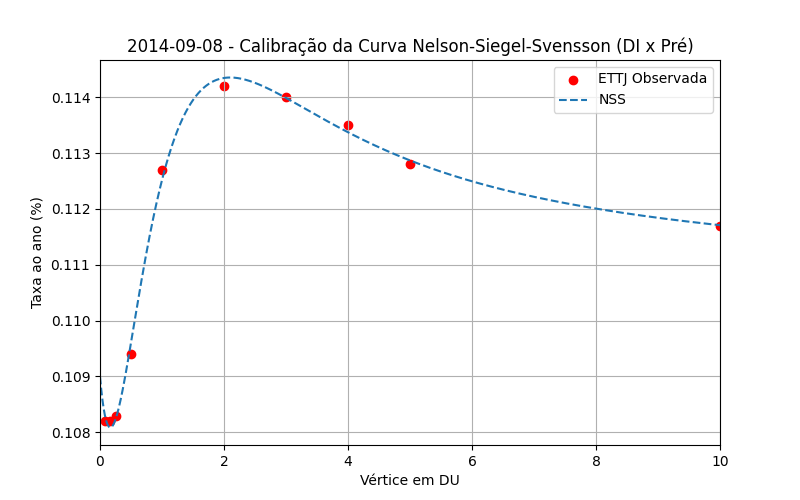 2014-09-08 - Calibração da Curva Nelson-Siegel-Svensson (DI x Pré)
ETTJ Observada
NSS
Taxa ao ano (%)
0.114
0.113
0.112
0.111
0.110
0.109
0.108
0 2 4 6 8 10
Vértice em DU